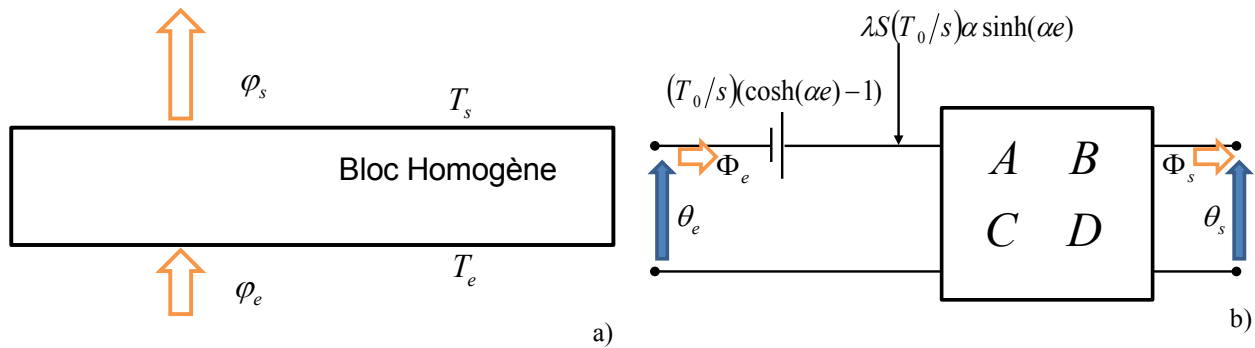 φₛ
Tₛ
Bloc Homogène
Tₑ
φₑ
a)
λS(T₀/s)α sinh(αe)
(T₀/s)(cosh(αe)−1)
Φₑ
θₑ
A B
C D
Φₛ
θₛ
b)